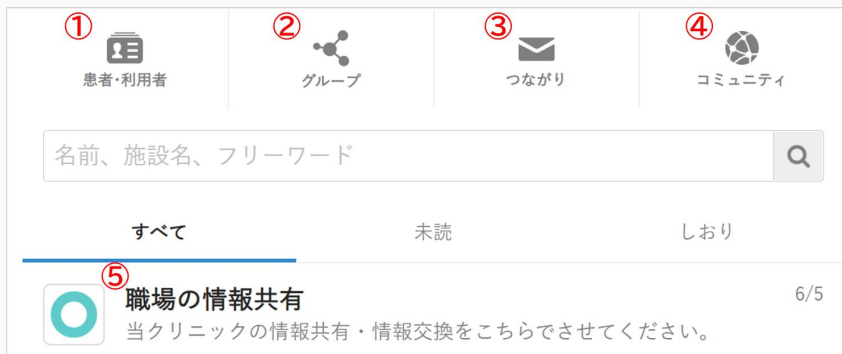 ① ② ③ ④
患者・利用者 グループ つながり コミュニティ
名前、施設名、フリーワード
すべて 未読 しおり
⑤
職場の情報共有 6/5
当クリニックの情報共有・情報交換をこちらでさせてください。